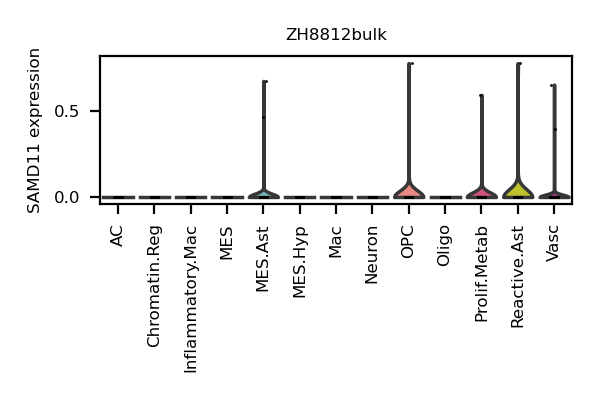 ZH8812bulk
SAMD11 expression
0.5
0.0
AC
Chromatin.Reg
Inflammatory.Mac
MES
MES.Ast
MES.Hyp
Mac
Neuron
OPC
Oligo
Prolif.Metab
Reactive.Ast
Vasc